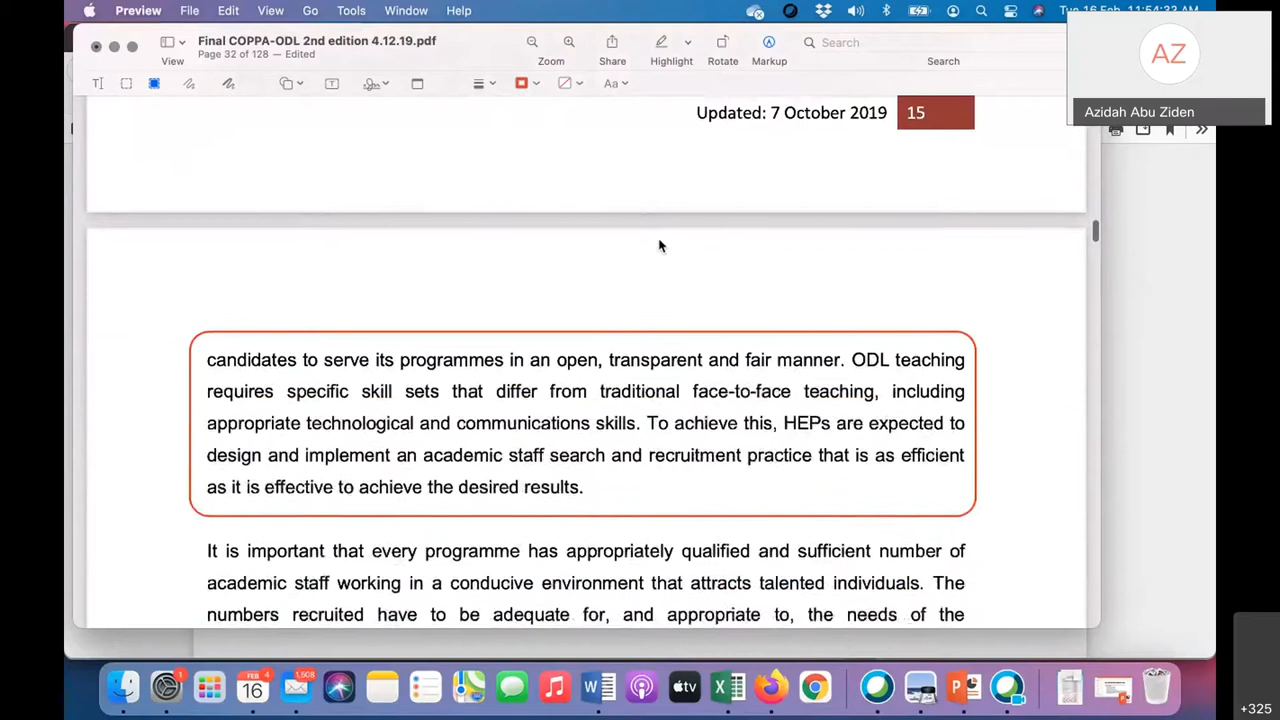 Preview File Edit View Go Tools Window Help
Final COPPA-ODL 2nd edition 4.12.19.pdf
Page 32 of 128 — Edited
View
Zoom
Share
Highlight
Rotate
Markup
Search
Search
AZ
Azidah Abu Ziden
Updated: 7 October 2019 15
candidates to serve its programmes in an open, transparent and fair manner. ODL teaching
requires specific skill sets that differ from traditional face-to-face teaching, including
appropriate technological and communications skills. To achieve this, HEPs are expected to
design and implement an academic staff search and recruitment practice that is as efficient
as it is effective to achieve the desired results.
It is important that every programme has appropriately qualified and sufficient number of
academic staff working in a conducive environment that attracts talented individuals. The
numbers recruited have to be adequate for, and appropriate to, the needs of the
FEB
16
1,508
tv
+325